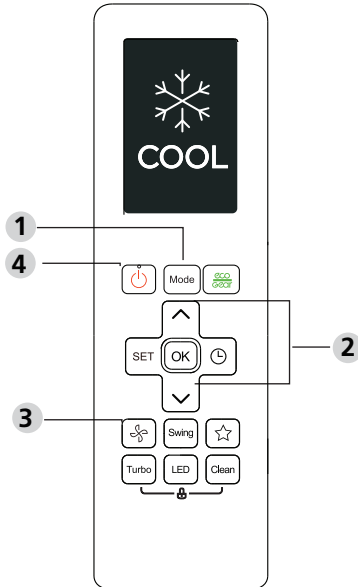 COOL
1
4
Mode
eco
Gear
SET
OK
2
3
Swing
Turbo
LED
Clean